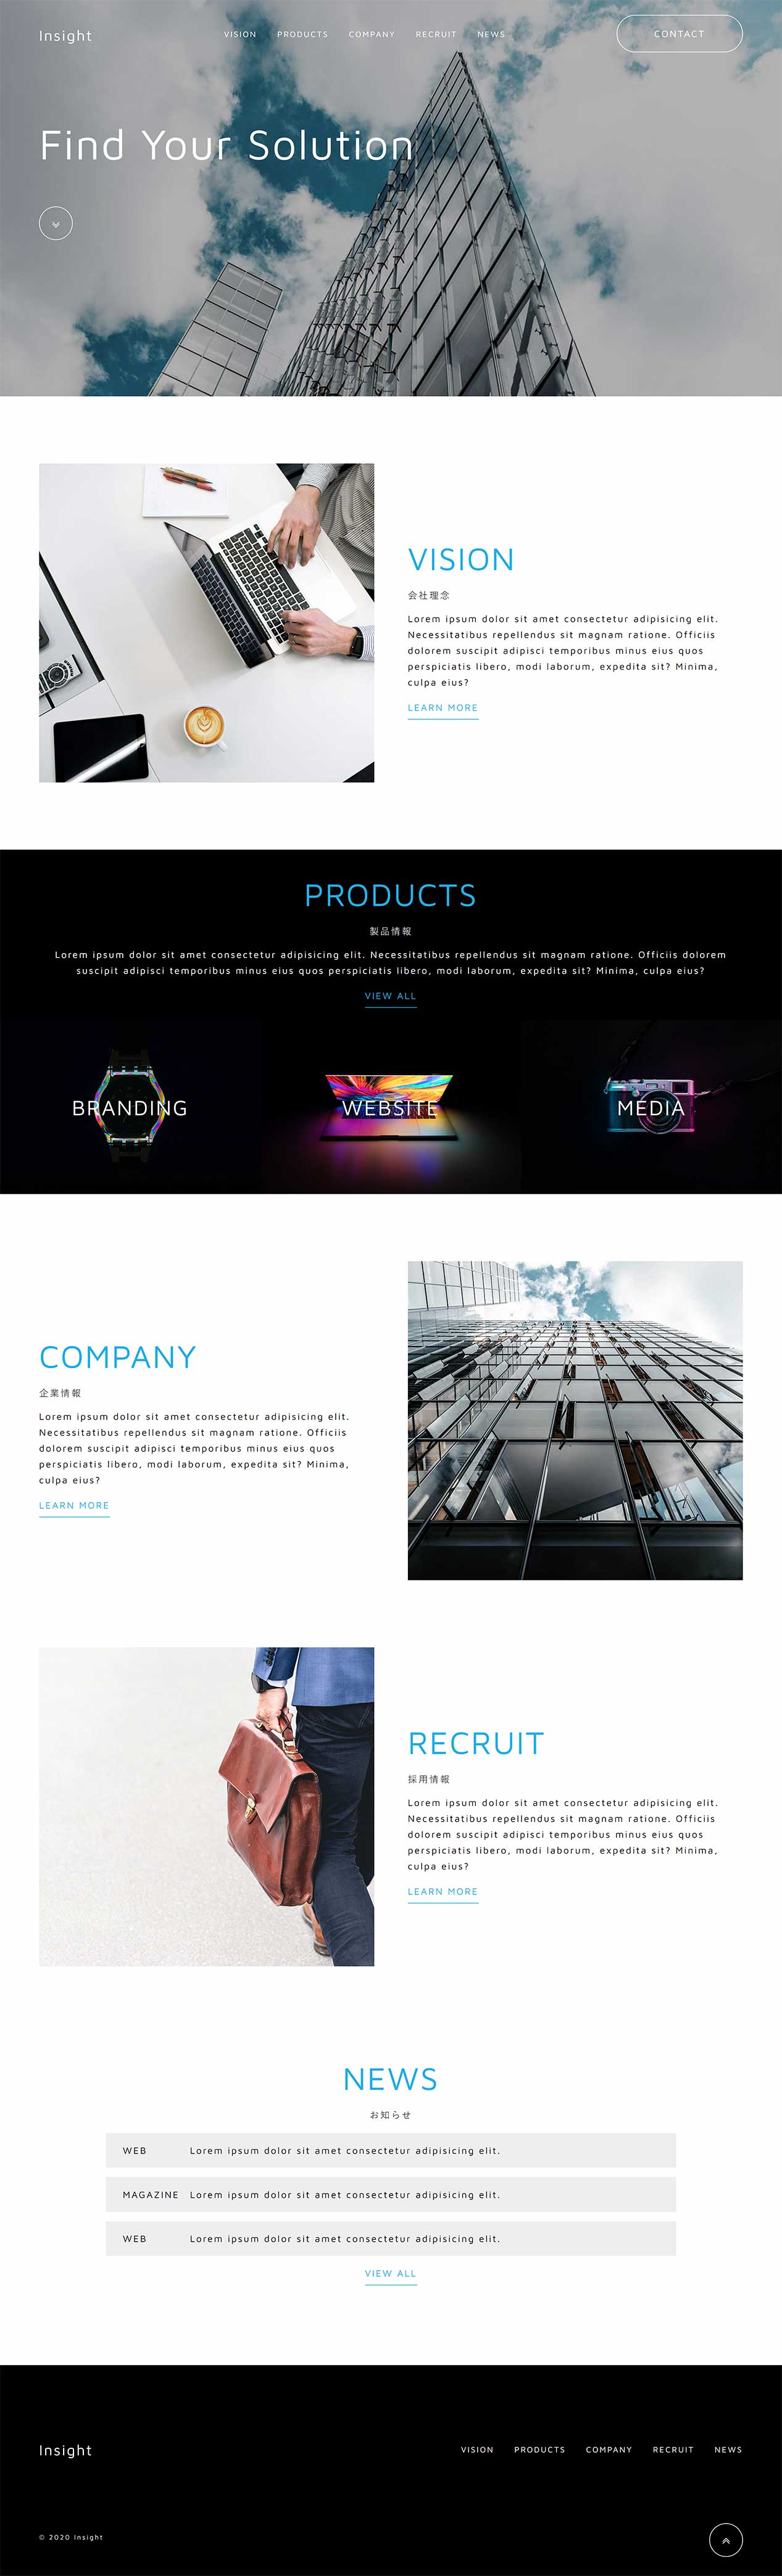 Insight
VISION PRODUCTS COMPANY RECRUIT NEWS
CONTACT
Find Your Solution
VISION
会社理念
Lorem ipsum dolor sit amet consectetur adipisicing elit.
Necessitatibus repellendus sit magnam ratione. Officiis
dolorem suscipit adipisci temporibus minus eius quos
perspiciatis libero, modi laborum, expedita sit? Minima,
culpa eius?
LEARN MORE
PRODUCTS
製品情報
Lorem ipsum dolor sit amet consectetur adipisicing elit. Necessitatibus repellendus sit magnam ratione. Officiis dolorem
suscipit adipisci temporibus minus eius quos perspiciatis libero, modi laborum, expedita sit? Minima, culpa eius?
VIEW ALL
BRANDING
WEBSITE
MEDIA
COMPANY
企業情報
Lorem ipsum dolor sit amet consectetur adipisicing elit.
Necessitatibus repellendus sit magnam ratione. Officiis
dolorem suscipit adipisci temporibus minus eius quos
perspiciatis libero, modi laborum, expedita sit? Minima,
culpa eius?
LEARN MORE
RECRUIT
採用情報
Lorem ipsum dolor sit amet consectetur adipisicing elit.
Necessitatibus repellendus sit magnam ratione. Officiis
dolorem suscipit adipisci temporibus minus eius quos
perspiciatis libero, modi laborum, expedita sit? Minima,
culpa eius?
LEARN MORE
NEWS
お知らせ
WEB Lorem ipsum dolor sit amet consectetur adipisicing elit.
MAGAZINE Lorem ipsum dolor sit amet consectetur adipisicing elit.
WEB Lorem ipsum dolor sit amet consectetur adipisicing elit.
VIEW ALL
Insight
VISION PRODUCTS COMPANY RECRUIT NEWS
© 2020 Insight